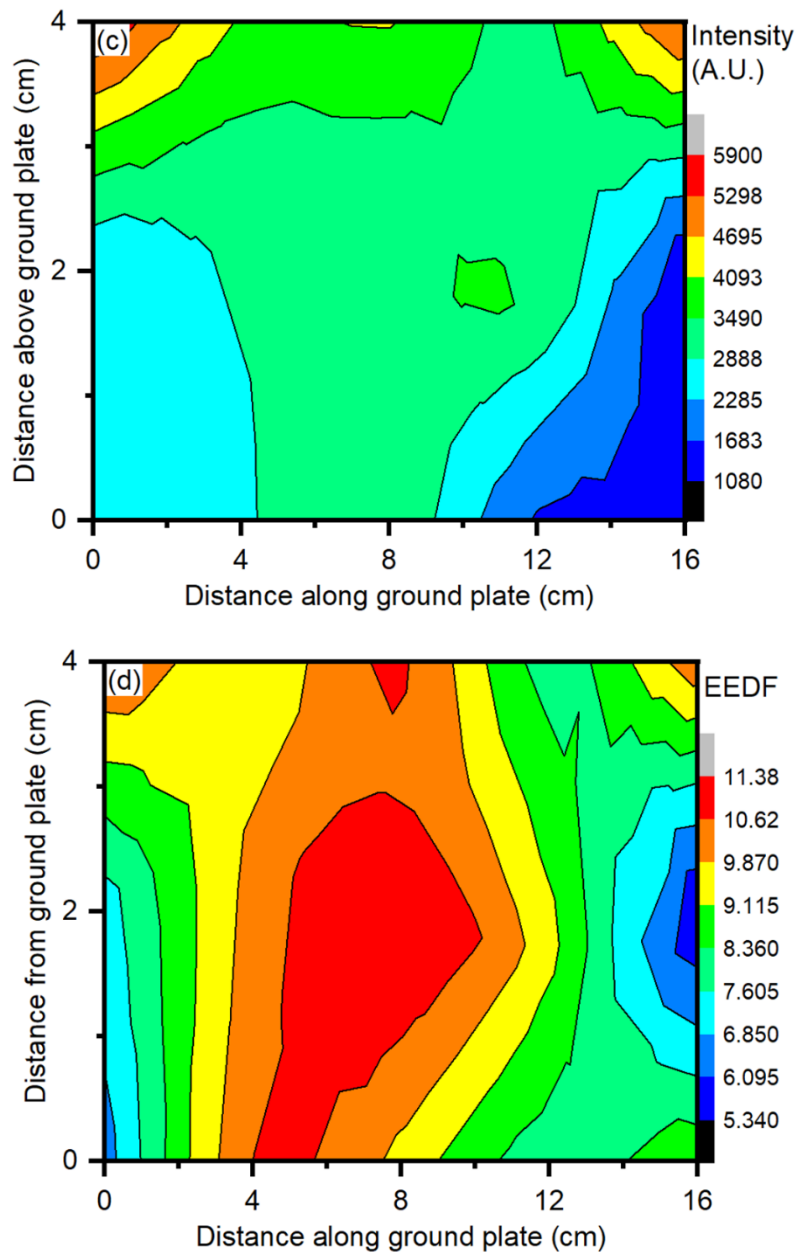 (c)
Intensity
(A.U.)
5900
5298
4695
4093
3490
2888
2285
1683
1080
Distance above ground plate (cm)
4
2
0
0 4 8 12 16
Distance along ground plate (cm)
(d)
EEDF
11.38
10.62
9.870
9.115
8.360
7.605
6.850
6.095
5.340
Distance from ground plate (cm)
4
2
0
0 4 8 12 16
Distance along ground plate (cm)